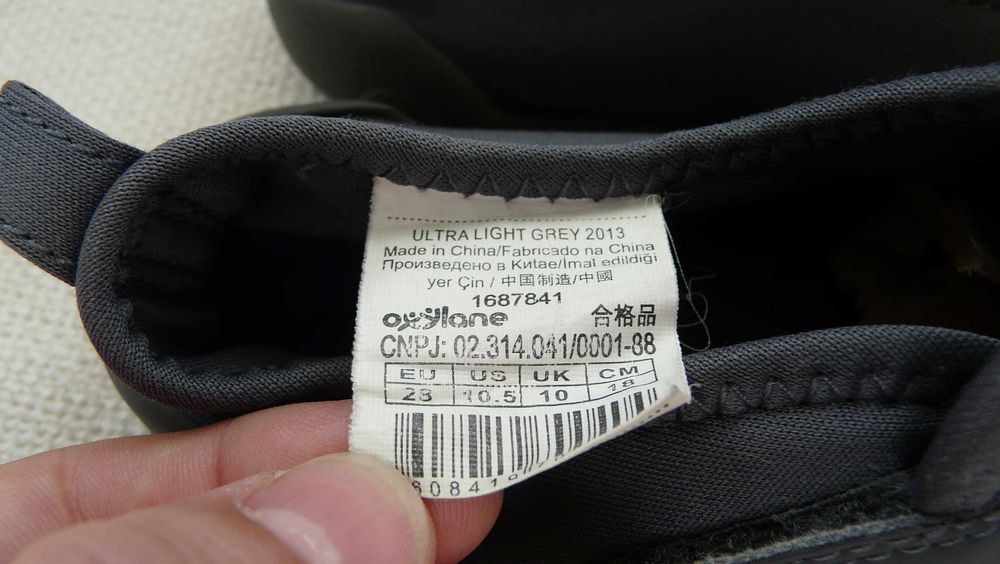 ULTRA LIGHT GREY 2013
Made in China/Fabricado na China
Произведено в Китае/İmal edildiği
yer Çin / 中国制造/中國
1687841
oxylane 合格品
CNPJ: 02.314.041/0001-88
EU US UK CM
28 10.5 10 18